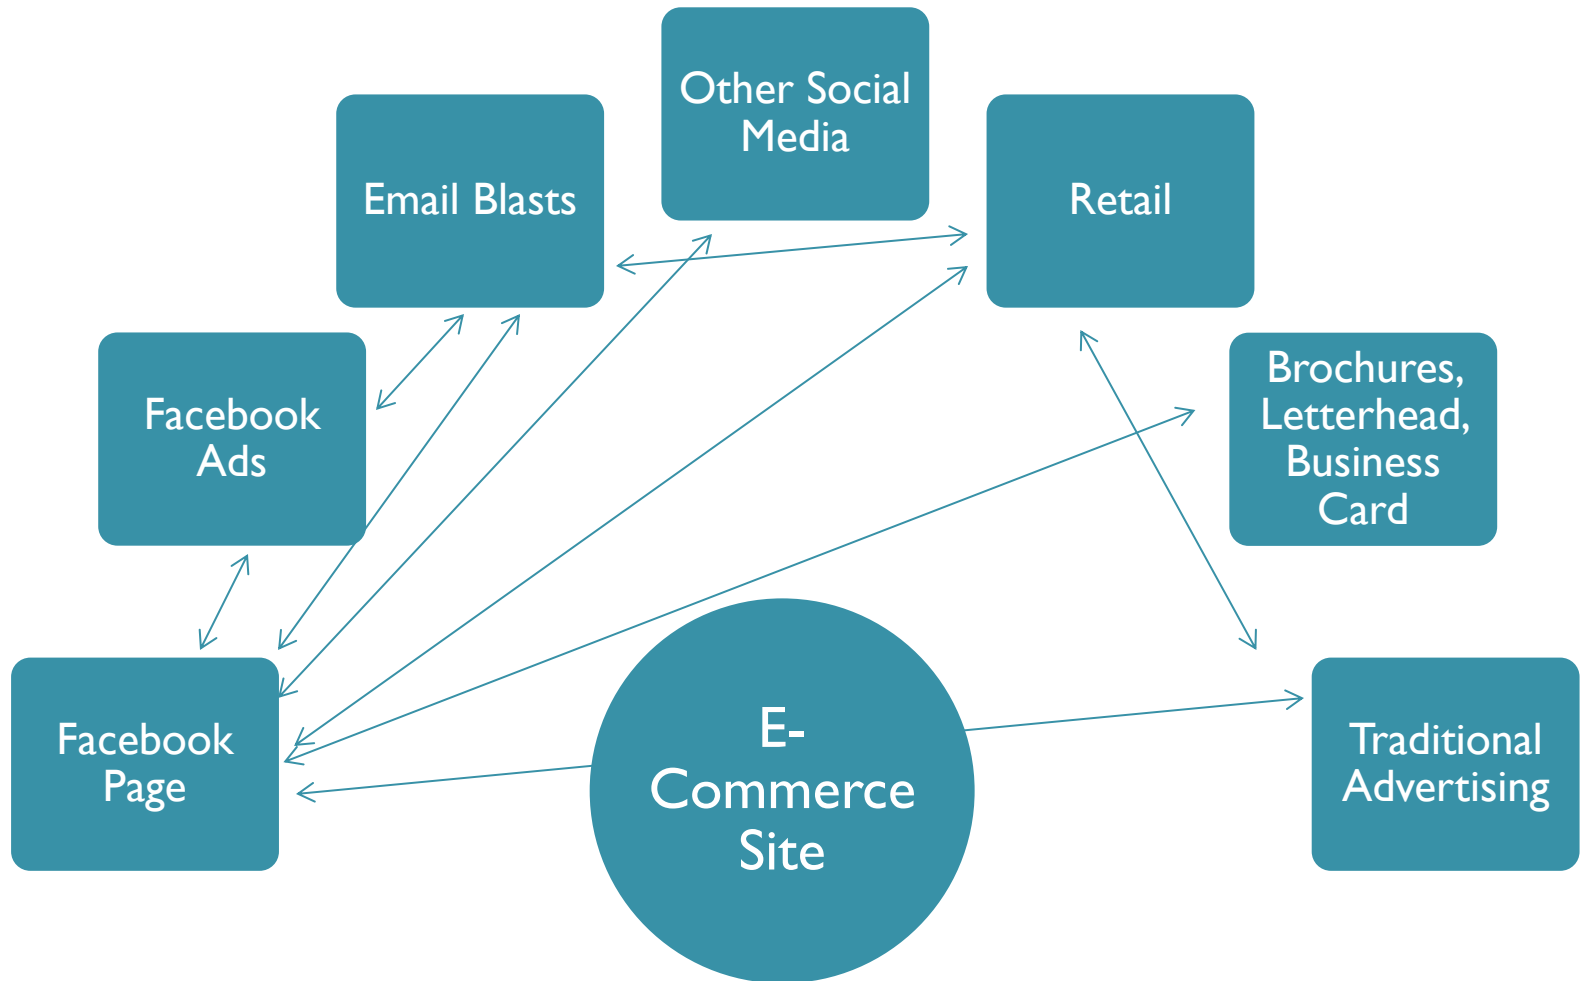 Other Social
Media
Email Blasts
Retail
Facebook
Ads
Brochures,
Letterhead,
Business
Card
Facebook
Page
E-
Commerce
Site
Traditional
Advertising